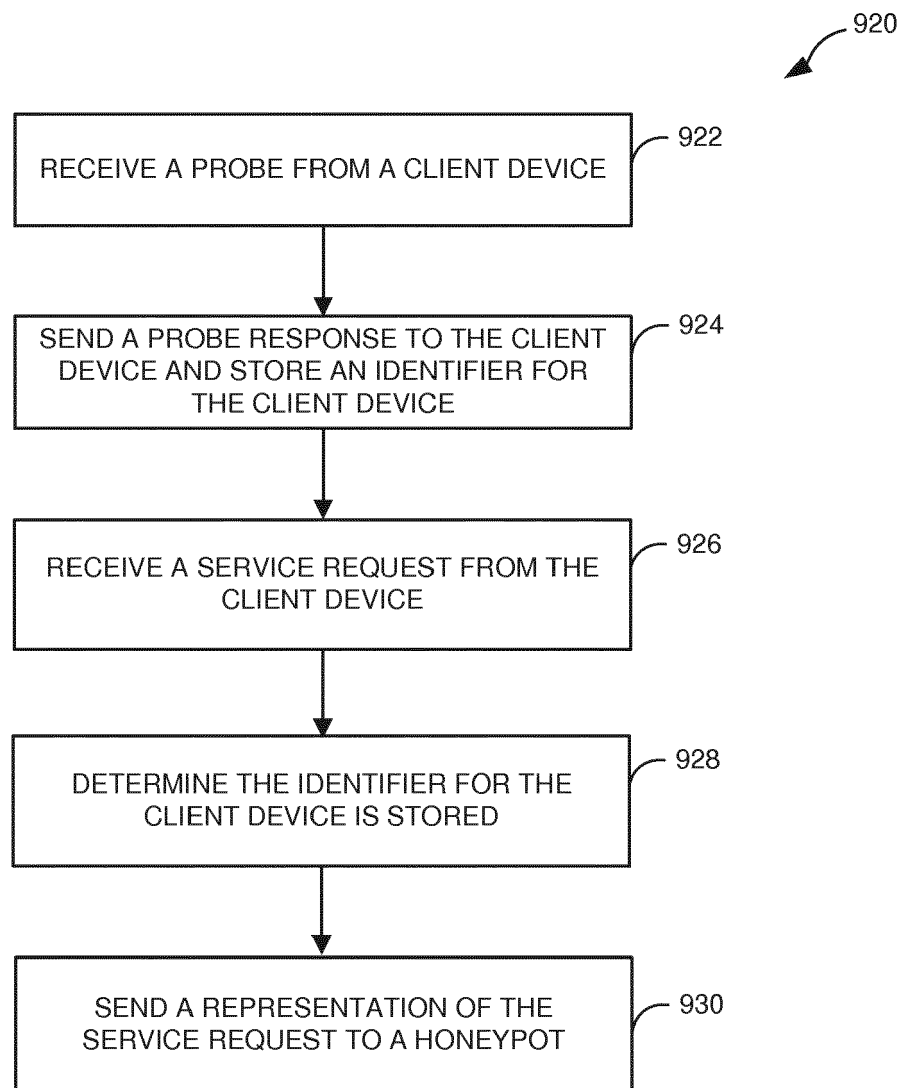 920
RECEIVE A PROBE FROM A CLIENT DEVICE
922
SEND A PROBE RESPONSE TO THE CLIENT
DEVICE AND STORE AN IDENTIFIER FOR
THE CLIENT DEVICE
924
RECEIVE A SERVICE REQUEST FROM THE
CLIENT DEVICE
926
DETERMINE THE IDENTIFIER FOR THE
CLIENT DEVICE IS STORED
928
SEND A REPRESENTATION OF THE
SERVICE REQUEST TO A HONEYPOT
930